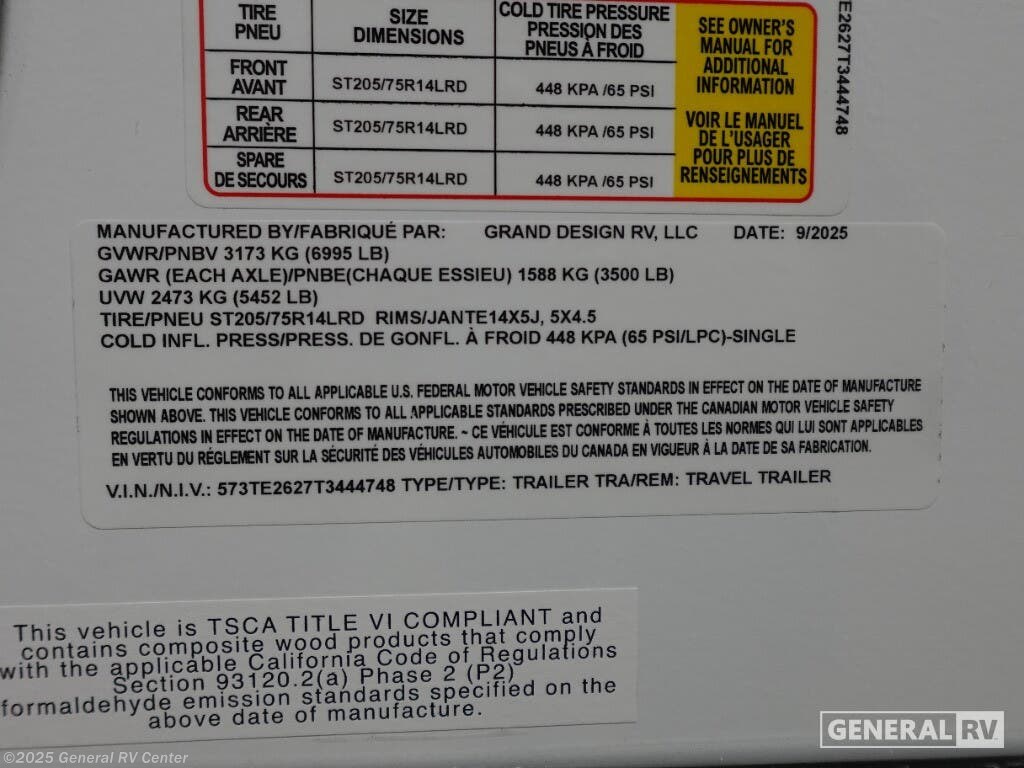 TIRE PNEU SIZE DIMENSIONS COLD TIRE PRESSURE PRESSION DES PNEUS À FROID
FRONT AVANT ST205/75R14LRD 448 KPA /65 PSI
REAR ARRIÈRE ST205/75R14LRD 448 KPA /65 PSI
SPARE DE SECOURS ST205/75R14LRD 448 KPA /65 PSI
SEE OWNER'S
MANUAL FOR
ADDITIONAL
INFORMATION
VOIR LE MANUEL
DE L'USAGER
POUR PLUS DE
RENSEIGNEMENTS
E2627T3444748
MANUFACTURED BY/FABRIQUÉ PAR: GRAND DESIGN RV, LLC DATE: 9/2025
GVWR/PNBV 3173 KG (6995 LB)
GAWR (EACH AXLE)/PNBE(CHAQUE ESSIEU) 1588 KG (3500 LB)
UVW 2473 KG (5452 LB)
TIRE/PNEU ST205/75R14LRD RIMS/JANTE14X5J, 5X4.5
COLD INFL. PRESS/PRESS. DE GONFL. À FROID 448 KPA (65 PSI/LPC)-SINGLE
THIS VEHICLE CONFORMS TO ALL APPLICABLE U.S. FEDERAL MOTOR VEHICLE SAFETY STANDARDS IN EFFECT ON THE DATE OF MANUFACTURE
SHOWN ABOVE. THIS VEHICLE CONFORMS TO ALL APPLICABLE STANDARDS PRESCRIBED UNDER THE CANADIAN MOTOR VEHICLE SAFETY
REGULATIONS IN EFFECT ON THE DATE OF MANUFACTURE. ~ CE VÉHICULE EST CONFORME À TOUTES LES NORMES QUI LUI SONT APPLICABLES
EN VERTU DU RÉGLEMENT SUR LA SÉCURITÉ DES VÉHICULES AUTOMOBILES DU CANADA EN VIGUEUR À LA DATE DE SA FABRICATION.
V.I.N./N.I.V.: 573TE2627T3444748 TYPE/TYPE: TRAILER TRA/REM: TRAVEL TRAILER
This vehicle is TSCA TITLE VI COMPLIANT and
contains composite wood products that comply
with the applicable California Code of Regulations
Section 93120.2(a) Phase 2 (P2)
formaldehyde emission standards specified on the
above date of manufacture.
GENERAL RV
©2025 General RV Center